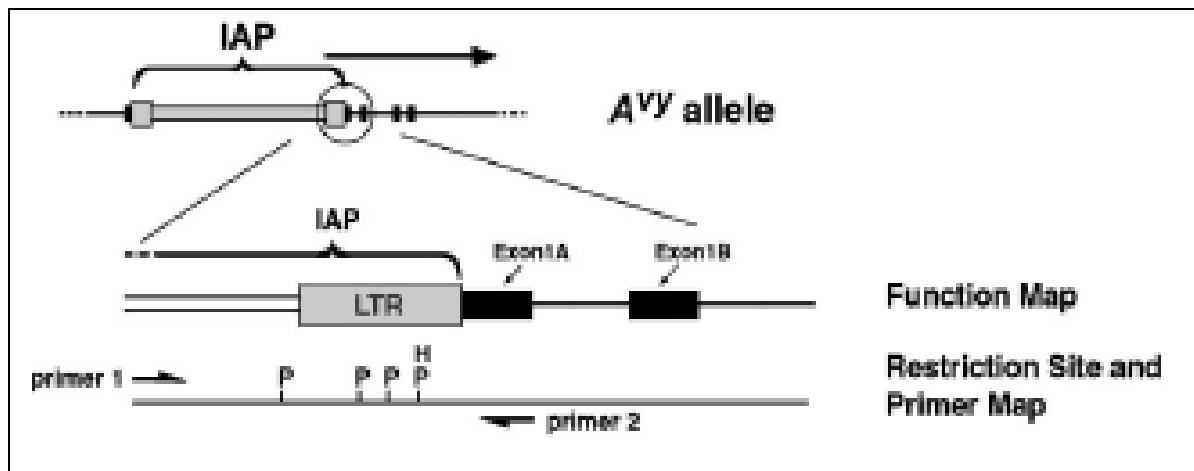 IAP
A^vy allele
IAP
Exon1A
Exon1B
LTR
Function Map
H
primer 1
P P P P
Restriction Site and
Primer Map
primer 2